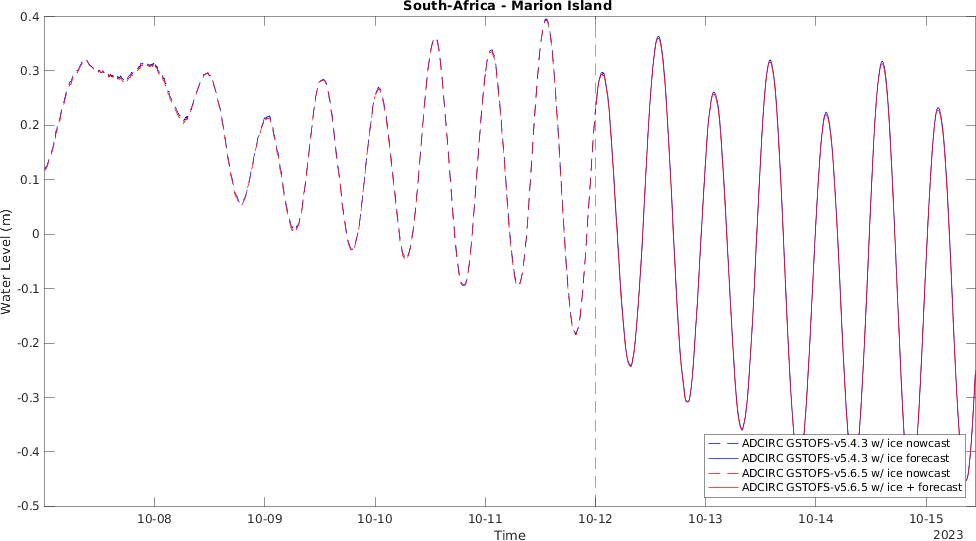 South-Africa - Marion Island
Water Level (m)
0.4
0.3
0.2
0.1
0
-0.1
-0.2
-0.3
-0.4
-0.5
ADCIRC GSTOFS-v5.4.3 w/ ice nowcast
ADCIRC GSTOFS-v5.4.3 w/ ice forecast
ADCIRC GSTOFS-v5.6.5 w/ ice nowcast
ADCIRC GSTOFS-v5.6.5 w/ ice + forecast
10-08 10-09 10-10 10-11 10-12 10-13 10-14 10-15
Time
2023